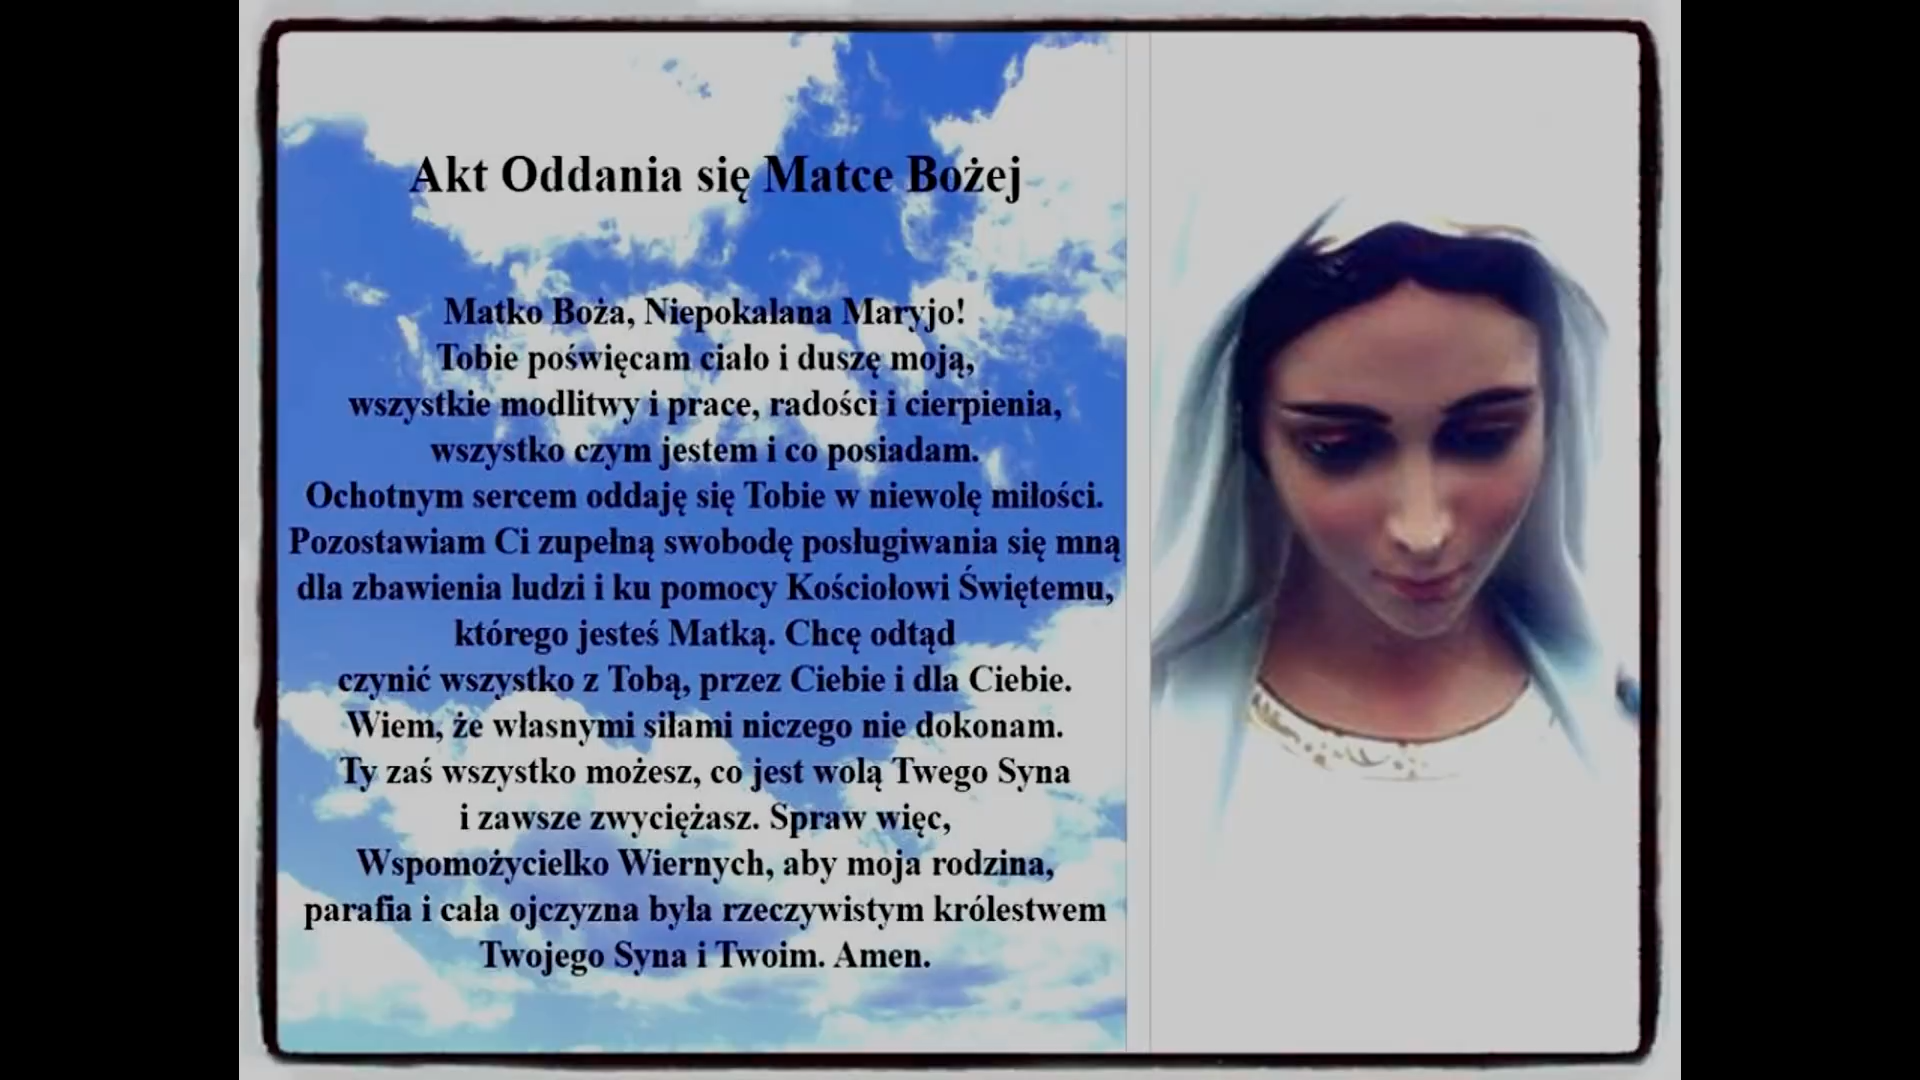 Akt Oddania się Matce Bożej
Matko Boża, Niepokalana Maryjo!
Tobie poświęcam ciało i duszę moją,
wszystkie modlitwy i prace, radości i cierpienia,
wszystko czym jestem i co posiadam.
Ochotnym sercem oddaję się Tobie w niewolę miłości.
Pozostawiam Ci zupełną swobodę posługiwania się mną
dla zbawienia ludzi i ku pomocy Kościołowi Świętemu,
którego jesteś Matką. Chcę odtąd
czynić wszystko z Tobą, przez Ciebie i dla Ciebie.
Wiem, że własnymi siłami niczego nie dokonam.
Ty zaś wszystko możesz, co jest wolą Twego Syna
i zawsze zwyciężasz. Spraw więc,
Wspomożycielko Wiernych, aby moja rodzina,
parafia i cała ojczyzna była rzeczywistym królestwem
Twojego Syna i Twoim. Amen.